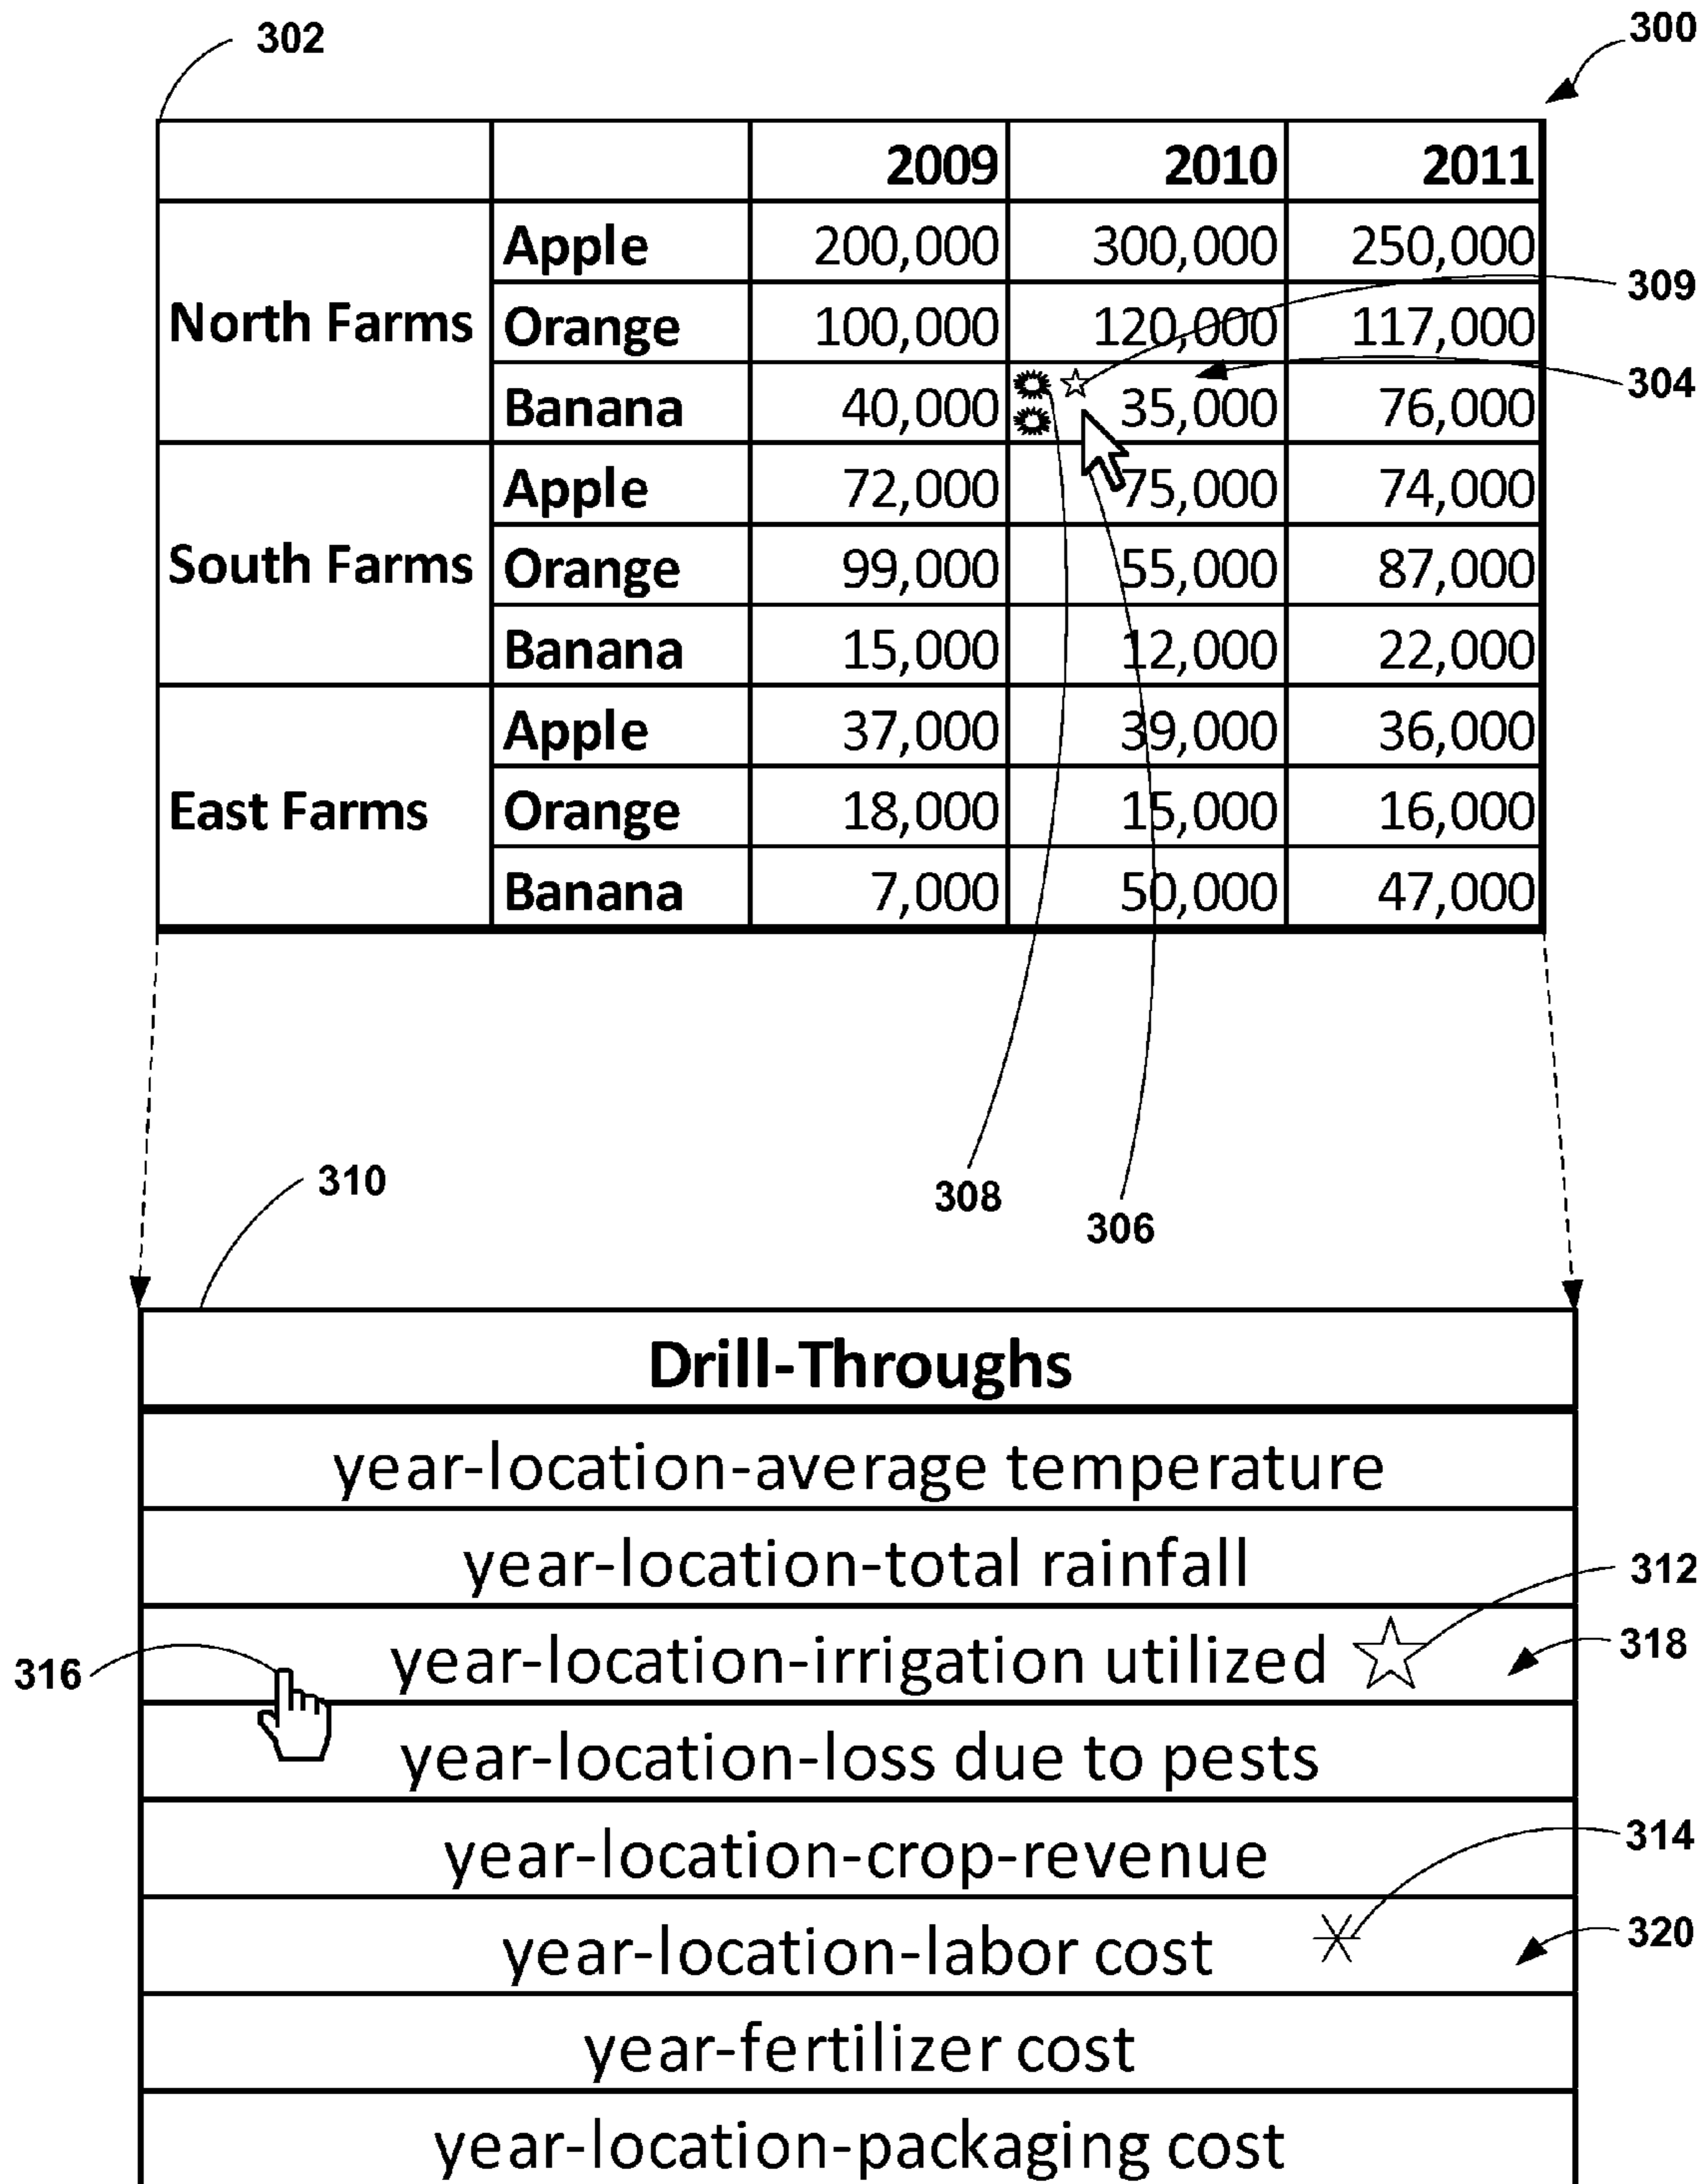 302
300
2009 2010 2011
North Farms Apple 200,000 300,000 250,000
Orange 100,000 120,000 117,000
309
Banana 40,000 35,000 76,000
304
South Farms Apple 72,000 75,000 74,000
Orange 99,000 55,000 87,000
Banana 15,000 12,000 22,000
East Farms Apple 37,000 39,000 36,000
Orange 18,000 15,000 16,000
Banana 7,000 50,000 47,000
310
308
306
Drill-Throughs
year-location-average temperature
year-location-total rainfall
312
year-location-irrigation utilized
318
316
year-location-loss due to pests
year-location-crop-revenue
314
year-location-labor cost
320
year-fertilizer cost
year-location-packaging cost